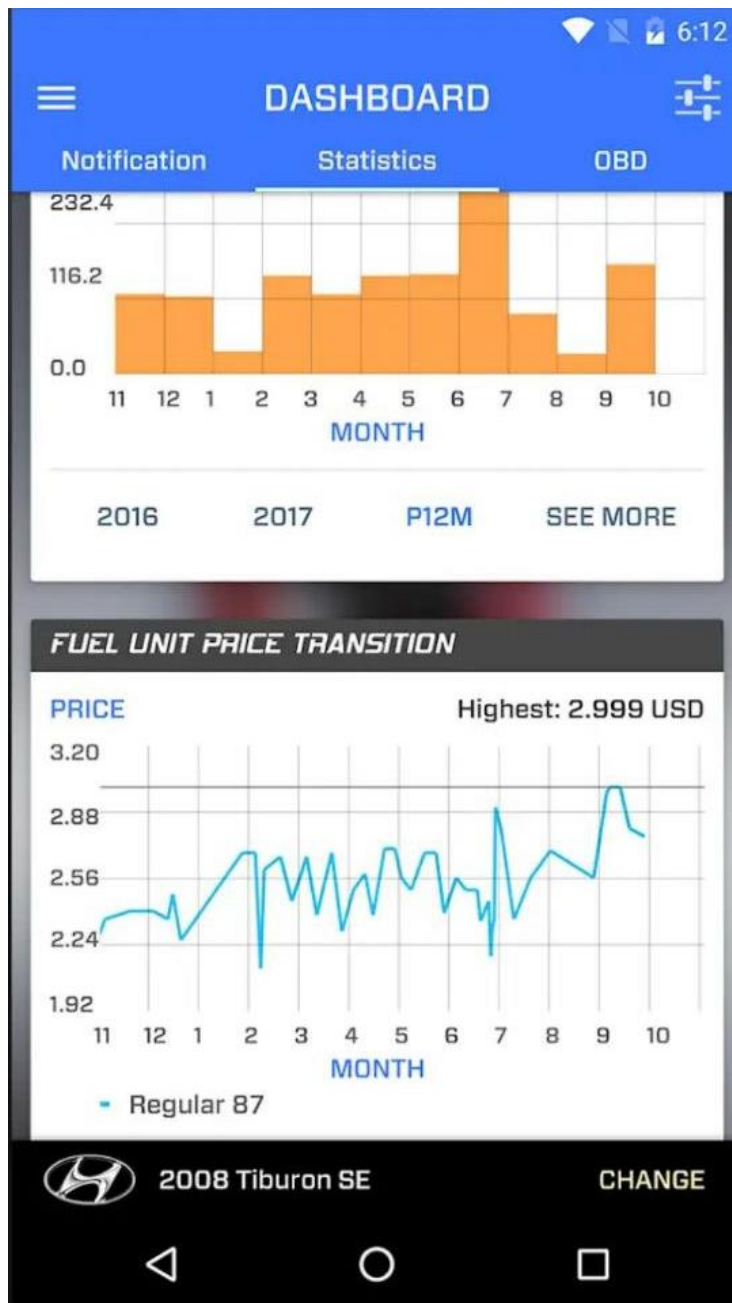 6:12
DASHBOARD
Notification Statistics OBD
232.4
116.2
0.0
11 12 1 2 3 4 5 6 7 8 9 10
MONTH
2016 2017 P12M SEE MORE
FUEL UNIT PRICE TRANSITION
PRICE Highest: 2.999 USD
3.20
2.88
2.56
2.24
1.92
11 12 1 2 3 4 5 6 7 8 9 10
MONTH
Regular 87
2008 Tiburon SE CHANGE